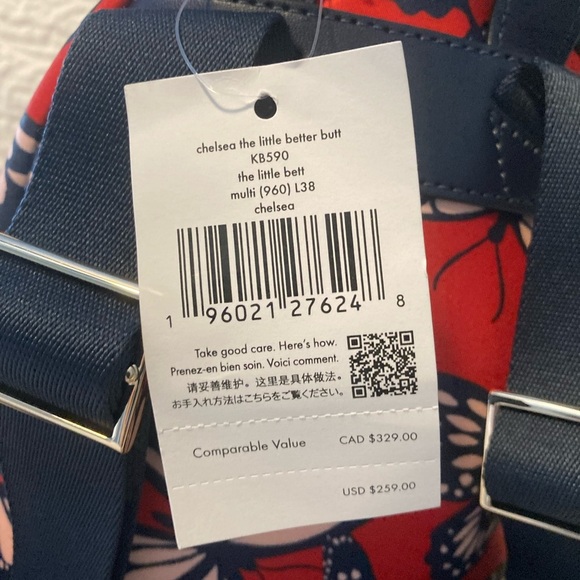 chelsea the little better butt
KB590
the little bett
multi (960) L38
chelsea
1 96021 27624 8
Take good care. Here's how.
Prenez-en bien soin. Voici comment.
请妥善维护。这里是具体做法。
お手入れ方法はこちらをご覧ください。
Comparable Value CAD $329.00
USD $259.00